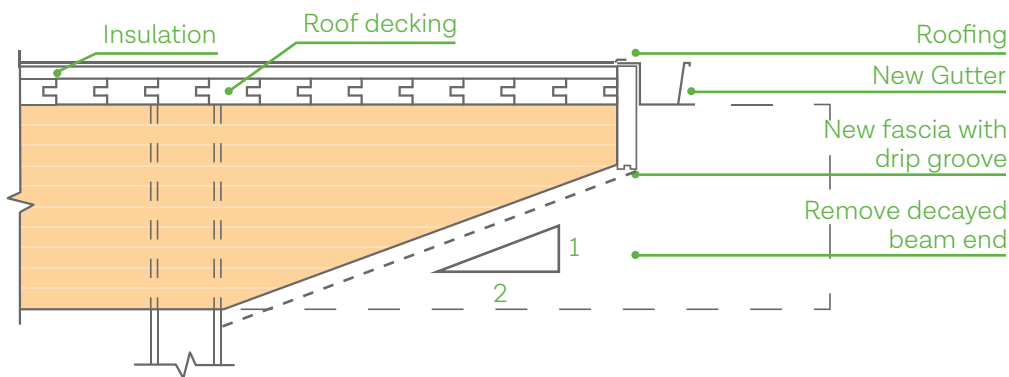 Insulation
Roof decking
Roofing
New Gutter
New fascia with
drip groove
Remove decayed
beam end
1
2